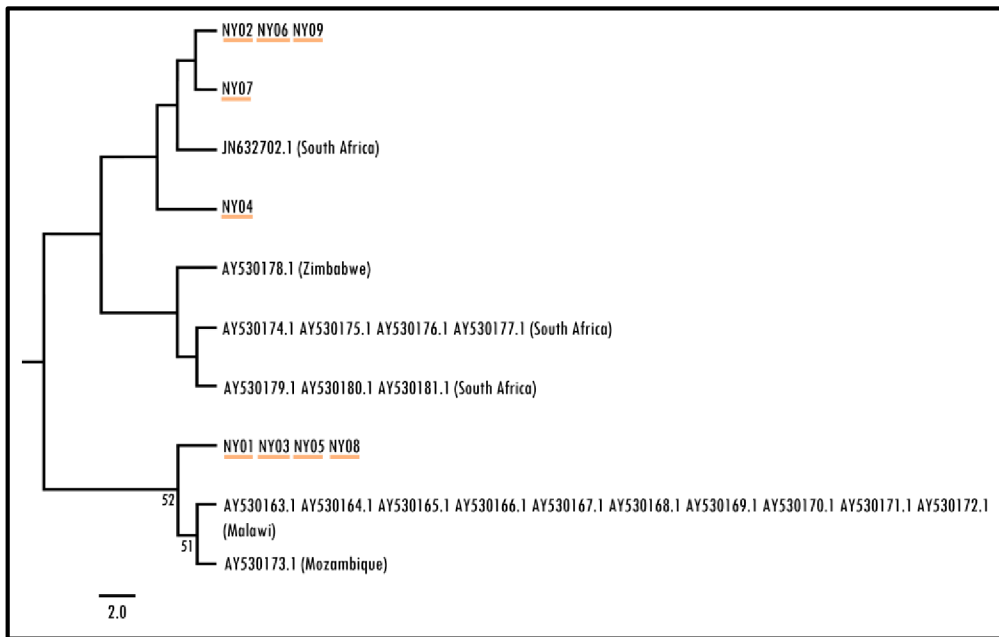 NY02 NY06 NY09
NY07
JN632702.1 (South Africa)
NY04
AY530178.1 (Zimbabwe)
AY530174.1 AY530175.1 AY530176.1 AY530177.1 (South Africa)
AY530179.1 AY530180.1 AY530181.1 (South Africa)
NY01 NY03 NY05 NY08
52
AY530163.1 AY530164.1 AY530165.1 AY530166.1 AY530167.1 AY530168.1 AY530169.1 AY530170.1 AY530171.1 AY530172.1
(Malawi)
51
AY530173.1 (Mozambique)
2.0